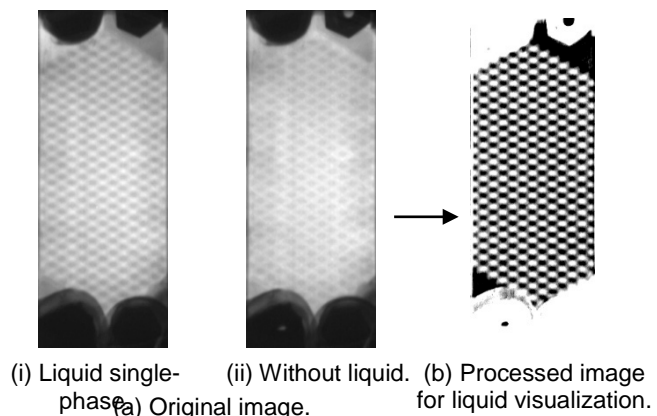 (i) Liquid single-
phase.
(ii) Without liquid.
(a) Original image.
(b) Processed image
for liquid visualization.